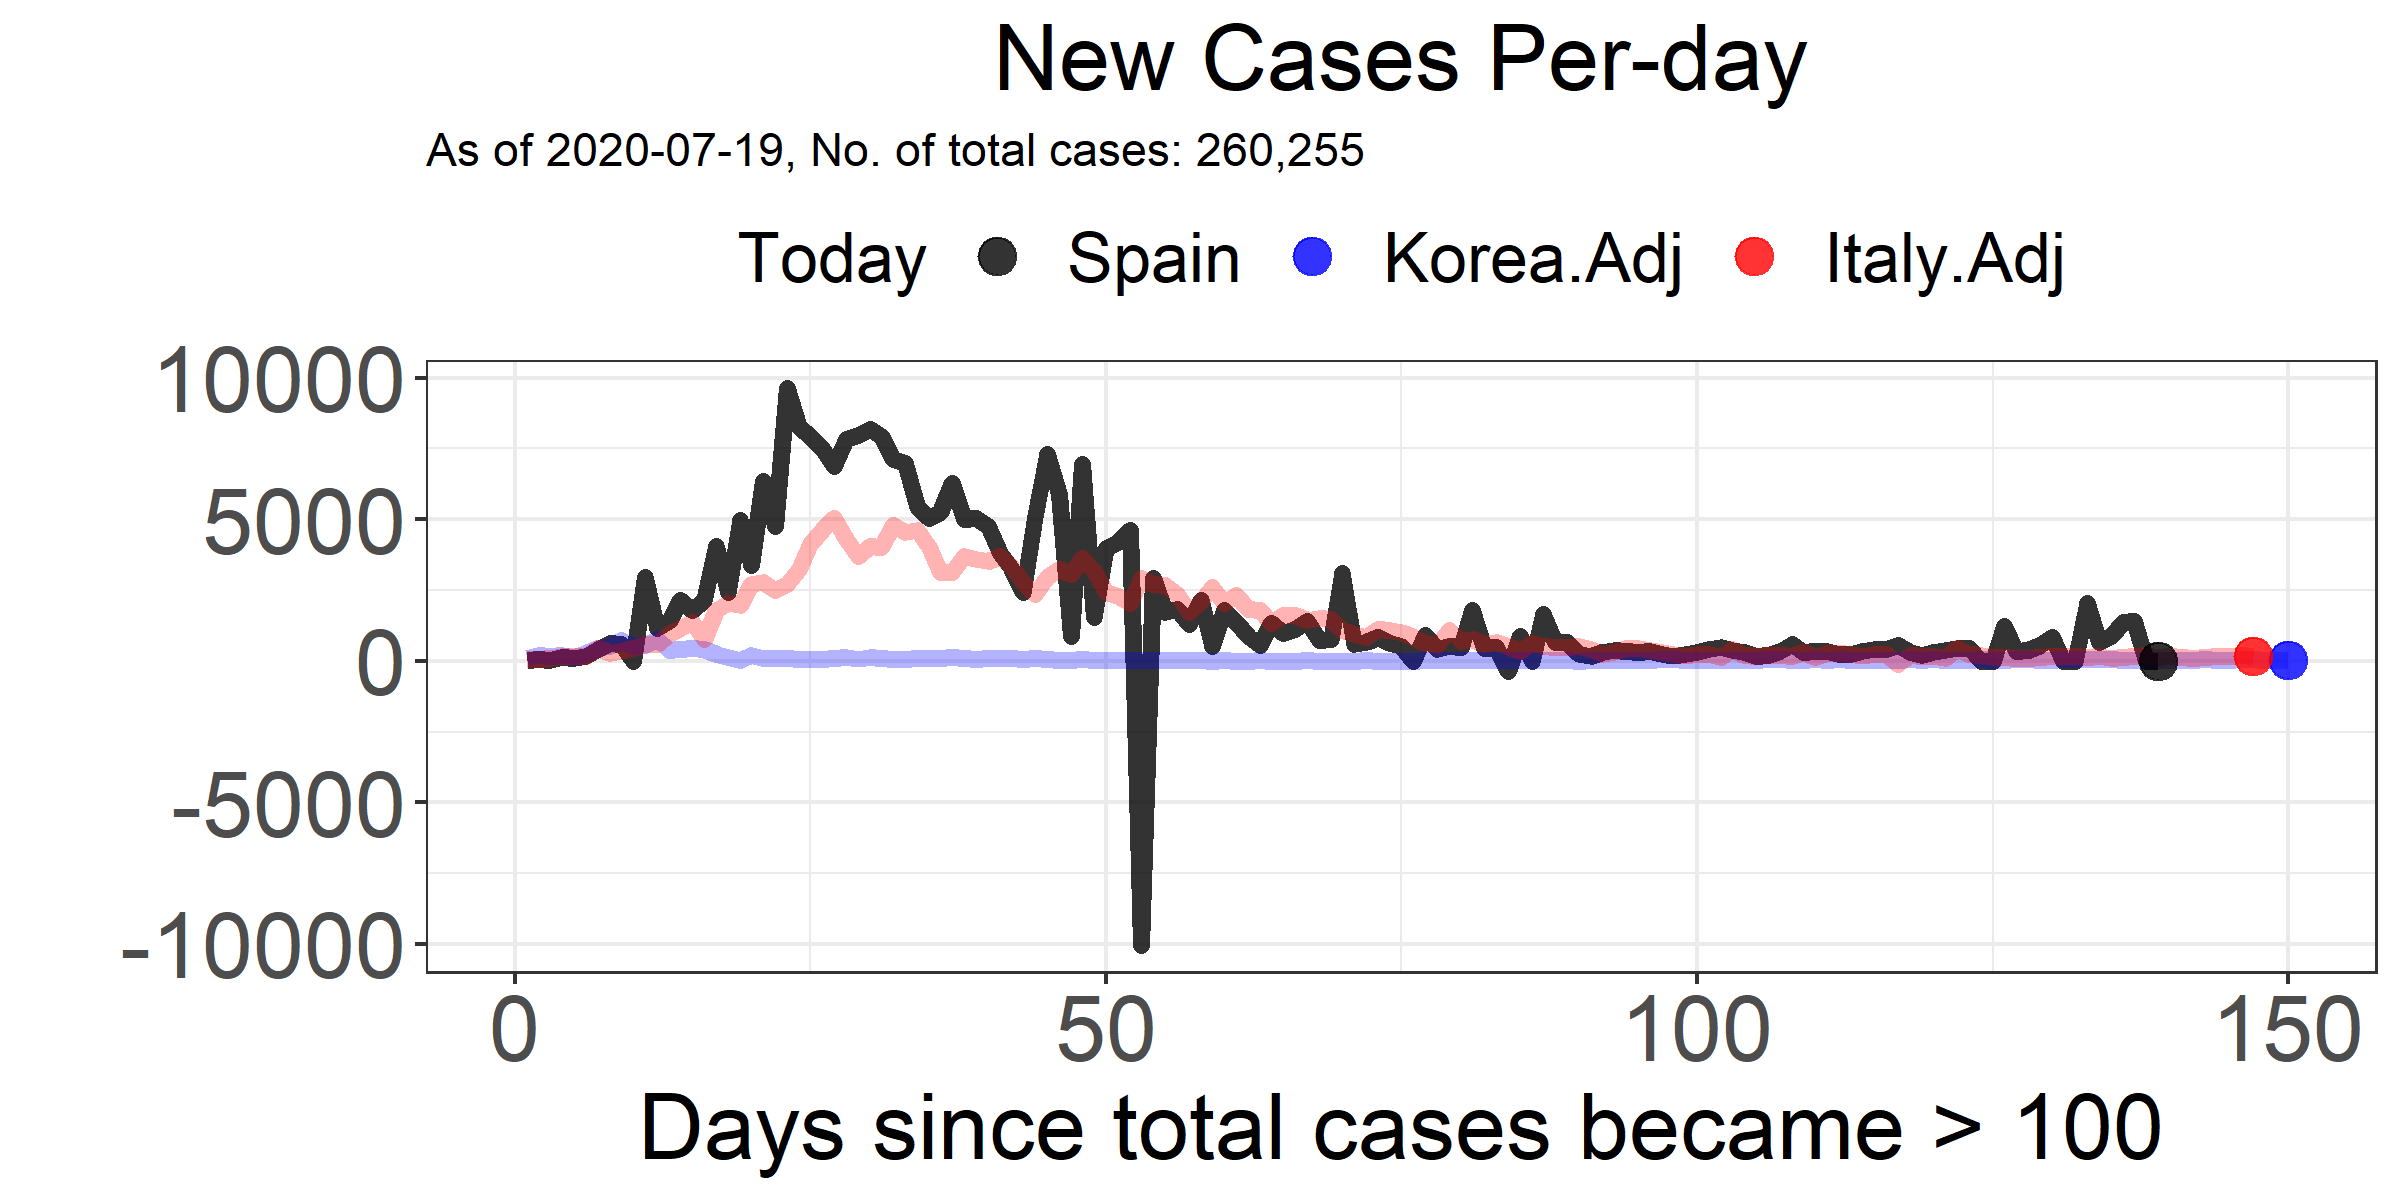 New Cases Per-day
As of 2020-07-19, No. of total cases: 260,255
Today Spain Korea.Adj Italy.Adj
10000
5000
0
-5000
-10000
0 50 100 150
Days since total cases became > 100